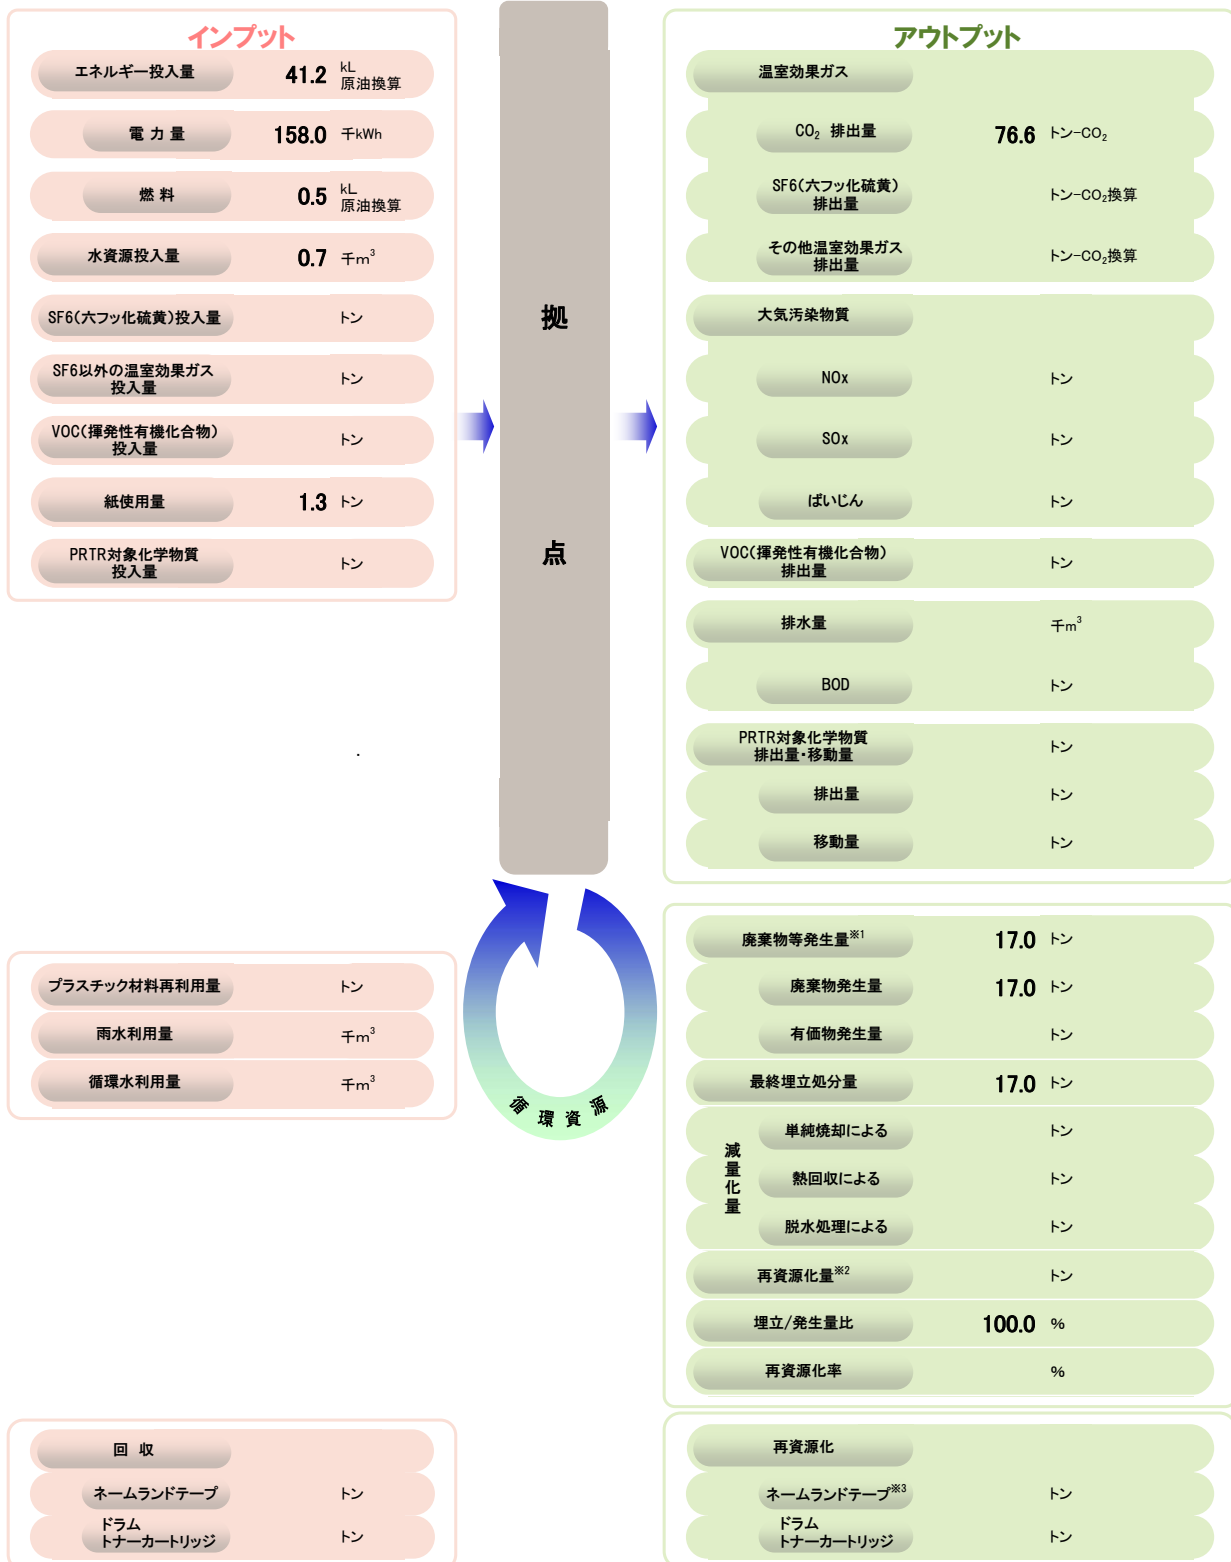 インプット
エネルギー投入量 41.2 kL
原油換算
電 力 量 158.0 千kWh
燃 料 0.5 kL
原油換算
水資源投入量 0.7 千m³
SF6(六フッ化硫黄)投入量 トン
SF6以外の温室効果ガス
投入量 トン
VOC(揮発性有機化合物)
投入量 トン
紙使用量 1.3 トン
PRTR対象化学物質
投入量 トン
拠
点
アウトプット
温室効果ガス
CO₂ 排出量 76.6 トン-CO₂
SF6(六フッ化硫黄)
排出量 トン-CO₂換算
その他温室効果ガス
排出量 トン-CO₂換算
大気汚染物質
NOx トン
SOx トン
ばいじん トン
VOC(揮発性有機化合物)
排出量 トン
排水量 千m³
BOD トン
PRTR対象化学物質
排出量・移動量 トン
排出量 トン
移動量 トン
プラスチック材料再利用量 トン
雨水利用量 千m³
循環水利用量 千m³
循環資源
廃棄物等発生量※1 17.0 トン
廃棄物発生量 17.0 トン
有価物発生量 トン
最終埋立処分量 17.0 トン
減量化量
単純焼却による トン
熱回収による トン
脱水処理による トン
再資源化量※2 トン
埋立/発生量比 100.0 %
再資源化率 %
回 収
ネームランドテープ トン
ドラム
トナーカートリッジ トン
再資源化
ネームランドテープ※3 トン
ドラム
トナーカートリッジ トン